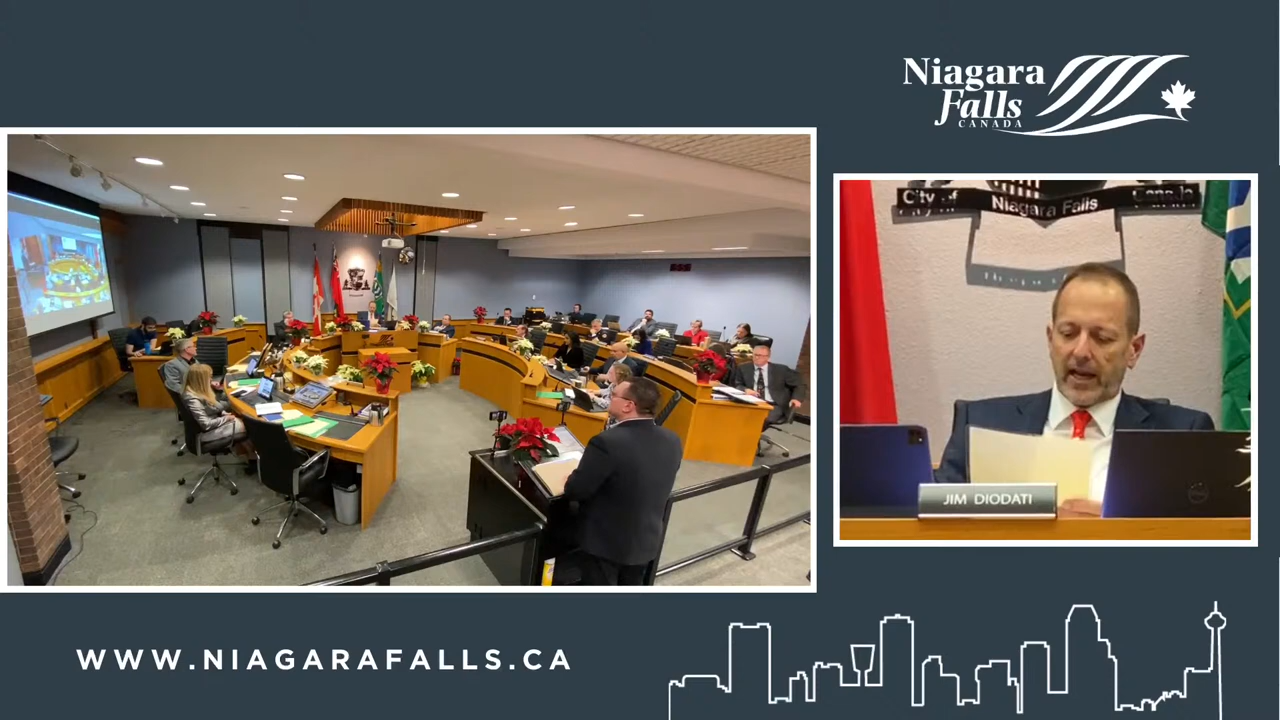 Niagara
Falls
CANADA
City of
Niagara Falls
Canada
JIM DIODATI
WWW.NIAGARAFALLS.CA